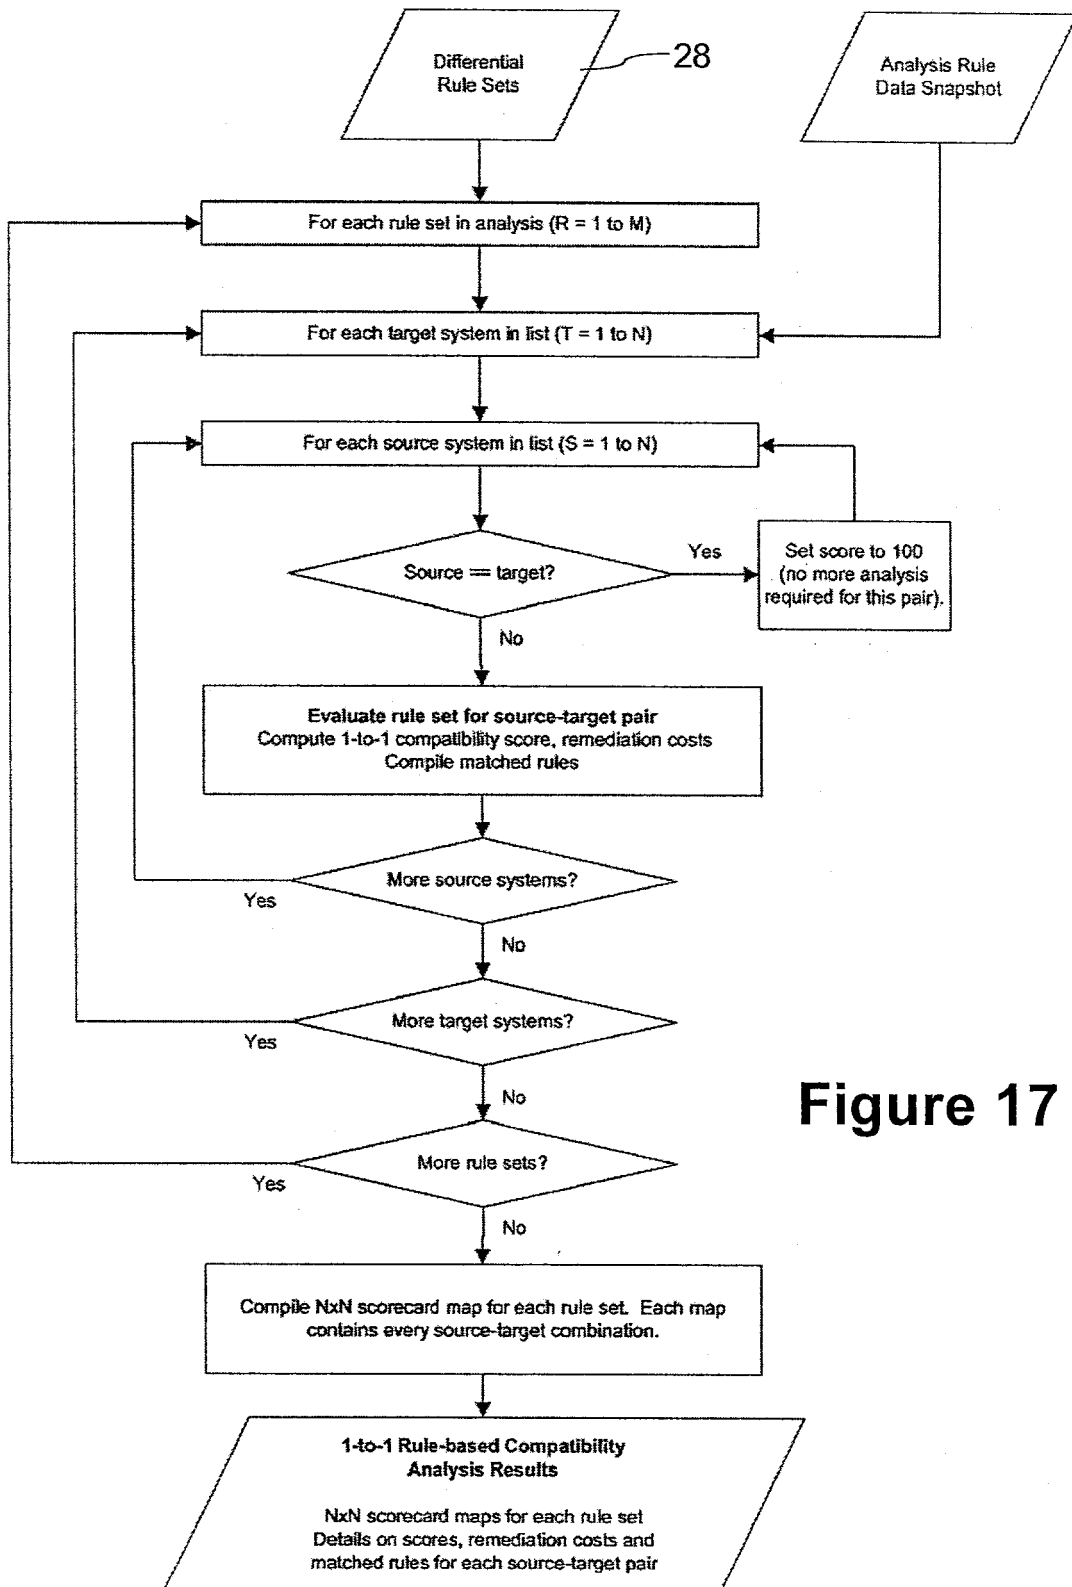 Differential
Rule Sets
28
Analysis Rule
Data Snapshot
For each rule set in analysis (R = 1 to M)
For each target system in list (T = 1 to N)
For each source system in list (S = 1 to N)
Source == target?
Yes
Set score to 100
(no more analysis
required for this pair).
No
Evaluate rule set for source-target pair
Compute 1-to-1 compatibility score, remediation costs
Compile matched rules
More source systems?
Yes
No
More target systems?
Yes
No
Figure 17
More rule sets?
Yes
No
Compile NxN scorecard map for each rule set. Each map
contains every source-target combination.
1-to-1 Rule-based Compatibility
Analysis Results
NxN scorecard maps for each rule set
Details on scores, remediation costs and
matched rules for each source-target pair